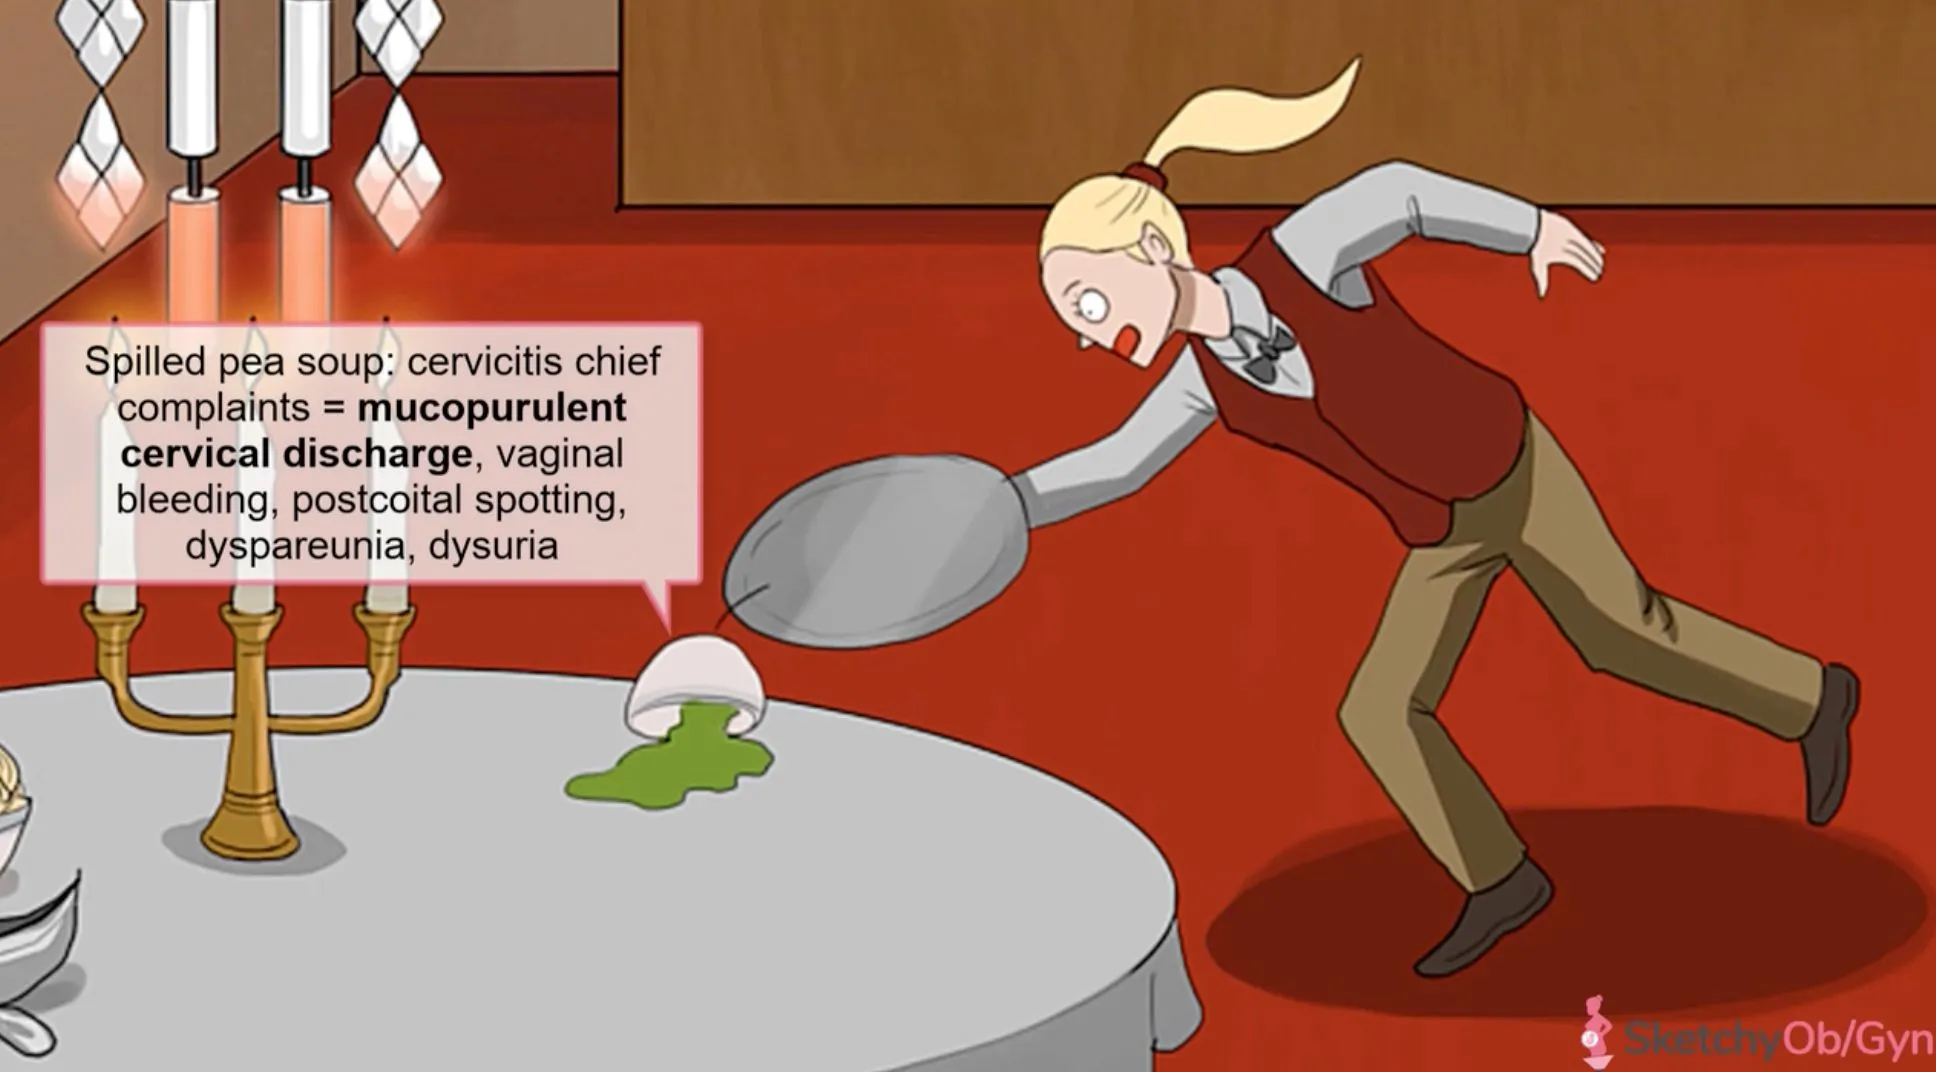 Spilled pea soup: cervicitis chief
complaints = mucopurulent
cervical discharge, vaginal
bleeding, postcoital spotting,
dyspareunia, dysuria
SketchyOb/Gyn